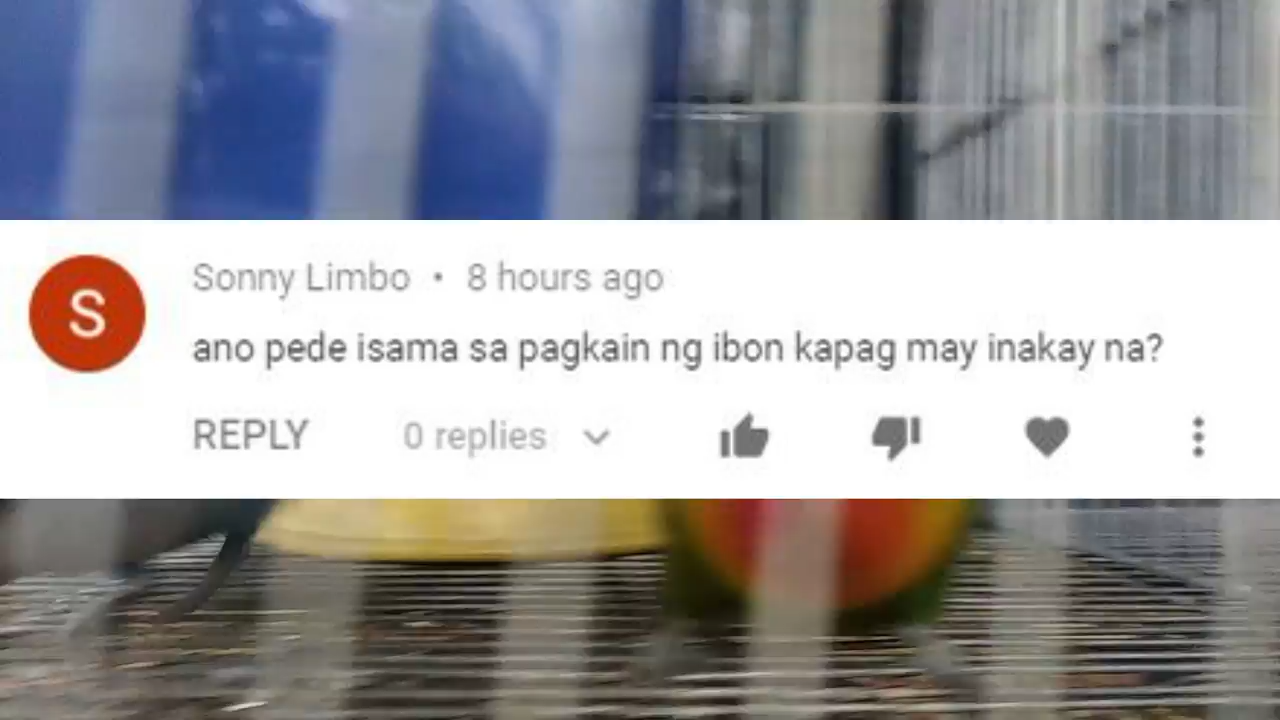 S
Sonny Limbo • 8 hours ago
ano pede isama sa pagkain ng ibon kapag may inakay na?
REPLY 0 replies